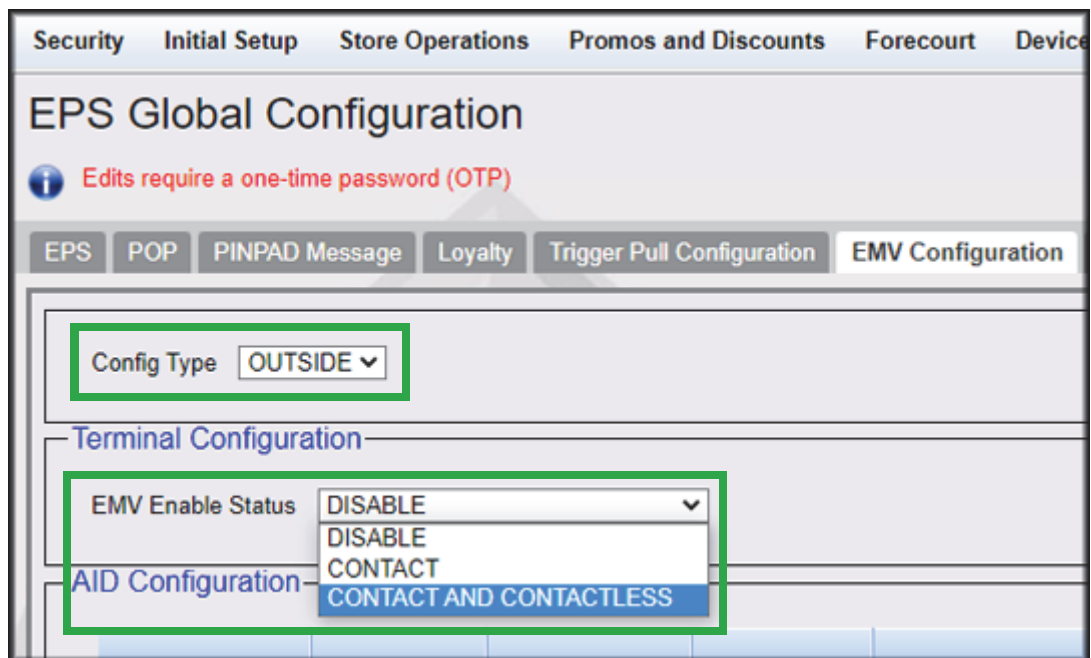 Security Initial Setup Store Operations Promos and Discounts Forecourt Device
EPS Global Configuration
Edits require a one-time password (OTP)
EPS POP PINPAD Message Loyalty Trigger Pull Configuration EMV Configuration
Config Type OUTSIDE
Terminal Configuration
EMV Enable Status DISABLE
DISABLE
CONTACT
AID Configuration
CONTACT AND CONTACTLESS